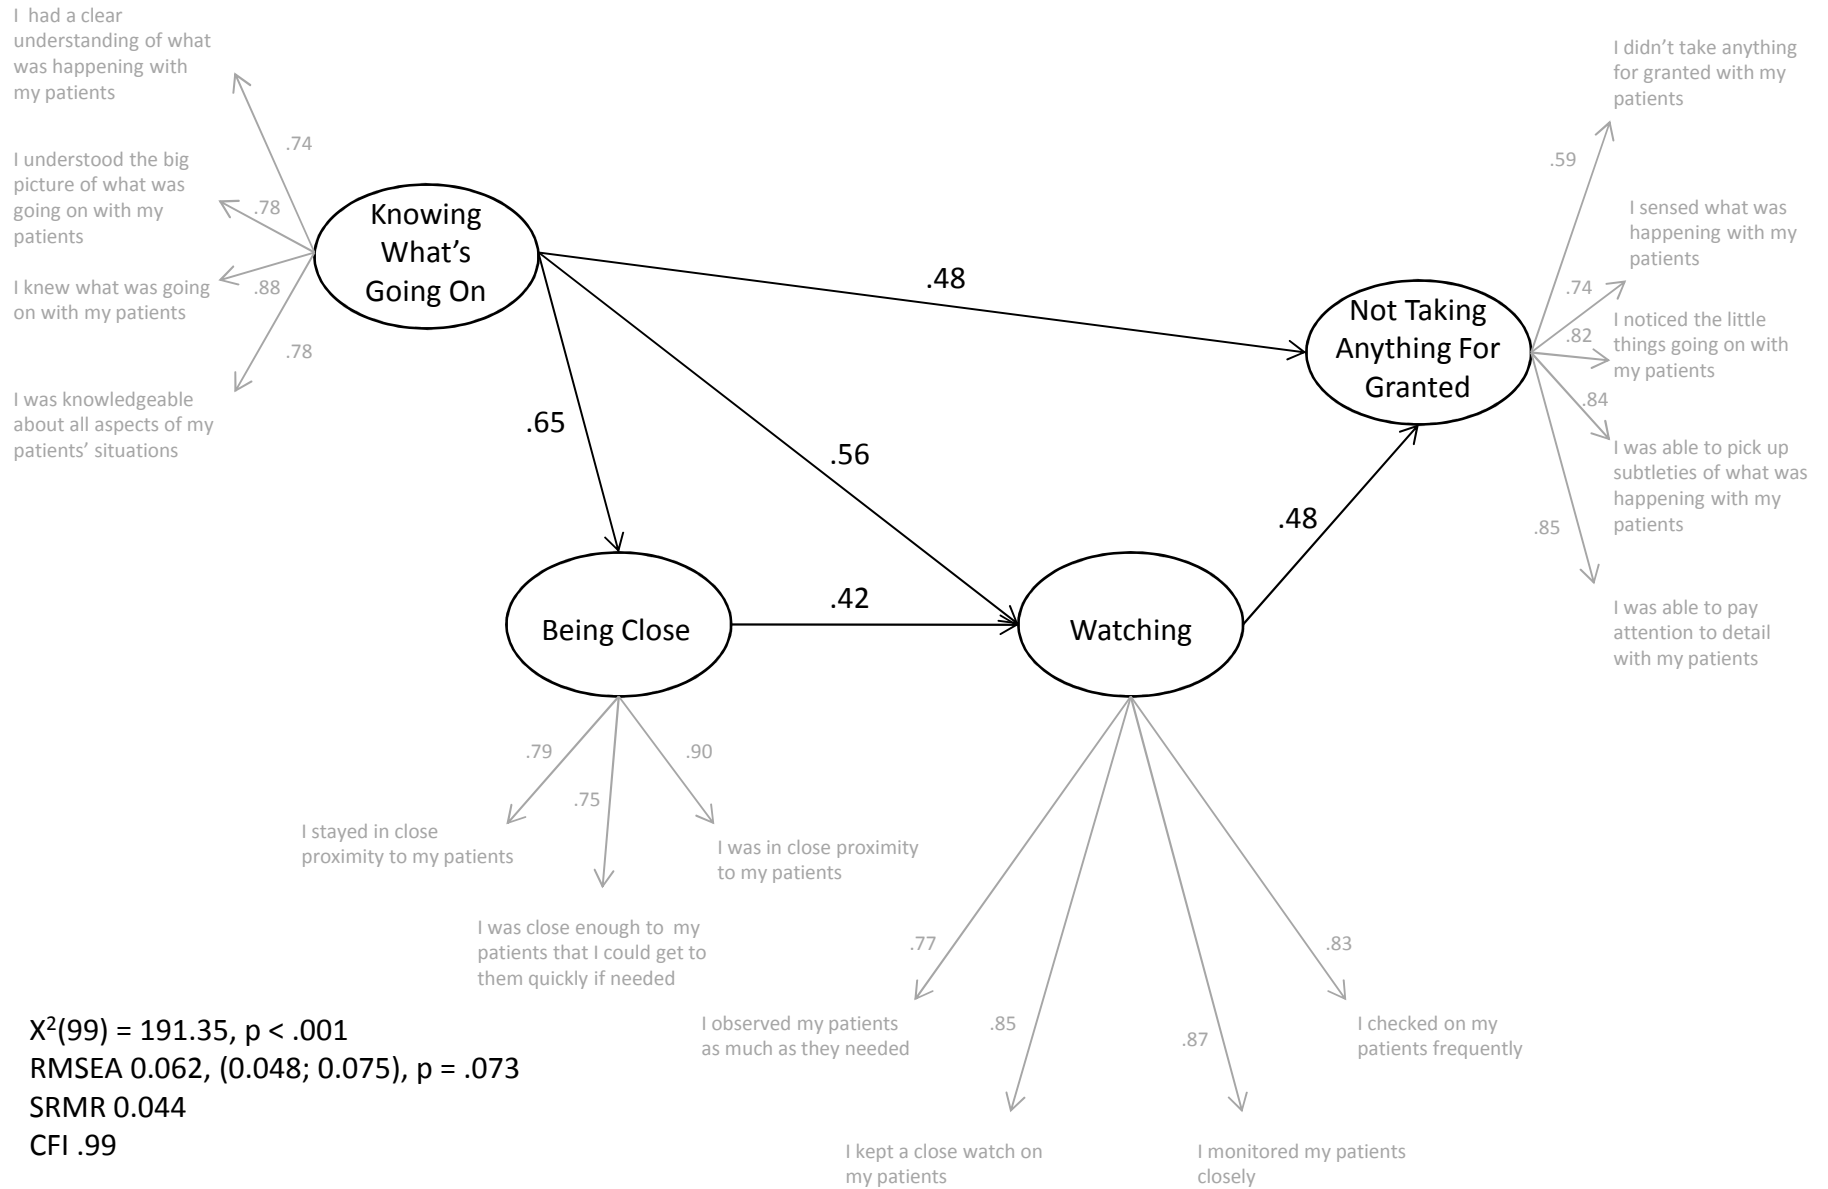 I had a clear
understanding of what
was happening with
my patients
.74
I understood the big
picture of what was
going on with my
patients
.78
I knew what was going
on with my patients
.88
I was knowledgeable
about all aspects of my
patients' situations
.78
Knowing
What's
Going On
.48
.65
.56
Not Taking
Anything For
Granted
I didn't take anything
for granted with my
patients
.59
I sensed what was
happening with my
patients
.74
I noticed the little
things going on with
my patients
.82
I was able to pick up
subtleties of what was
happening with my
patients
.84
I was able to pay
attention to detail
with my patients
.85
.48
Being Close
.42
Watching
.79
.75
.90
I stayed in close
proximity to my patients
I was close enough to my
patients that I could get to
them quickly if needed
I was in close proximity
to my patients
.77
.85
.87
.83
I observed my patients
as much as they needed
I kept a close watch on
my patients
I monitored my patients
closely
I checked on my
patients frequently
X²(99) = 191.35, p < .001
RMSEA 0.062, (0.048; 0.075), p = .073
SRMR 0.044
CFI .99